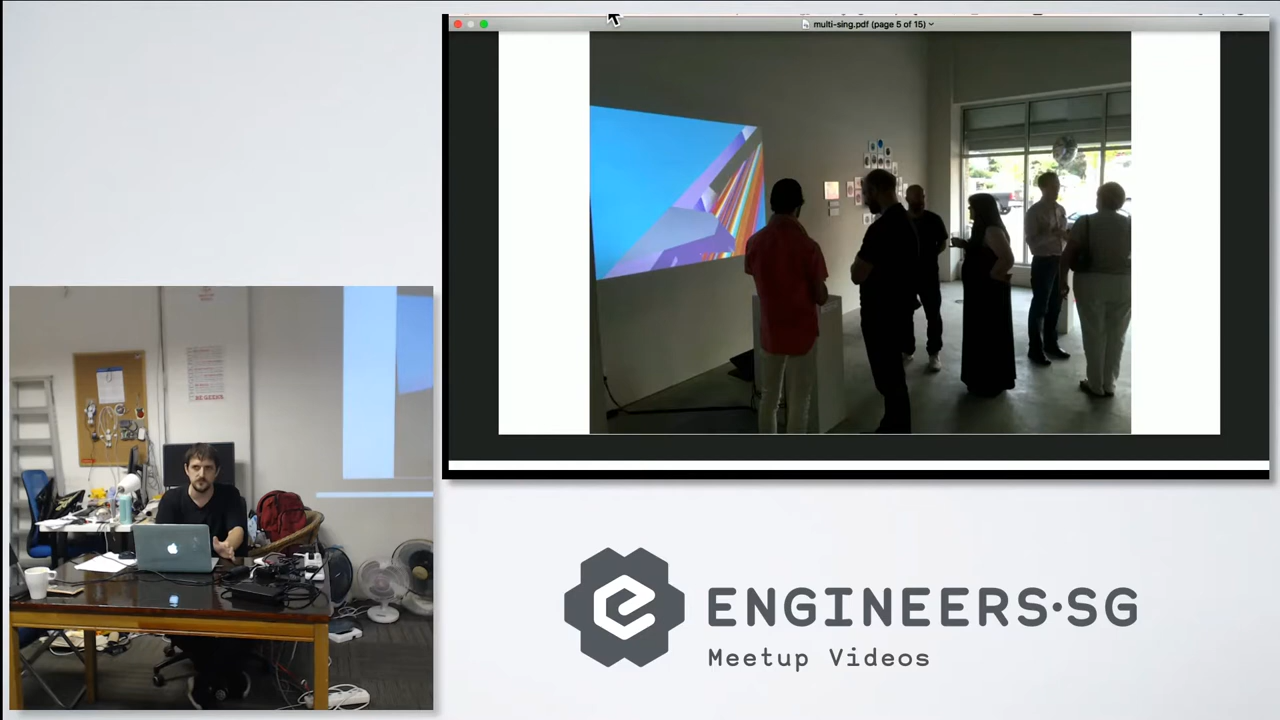 multi-sing.pdf (page 5 of 15)
BE GEEKS
ENGINEERS·SG
Meetup Videos